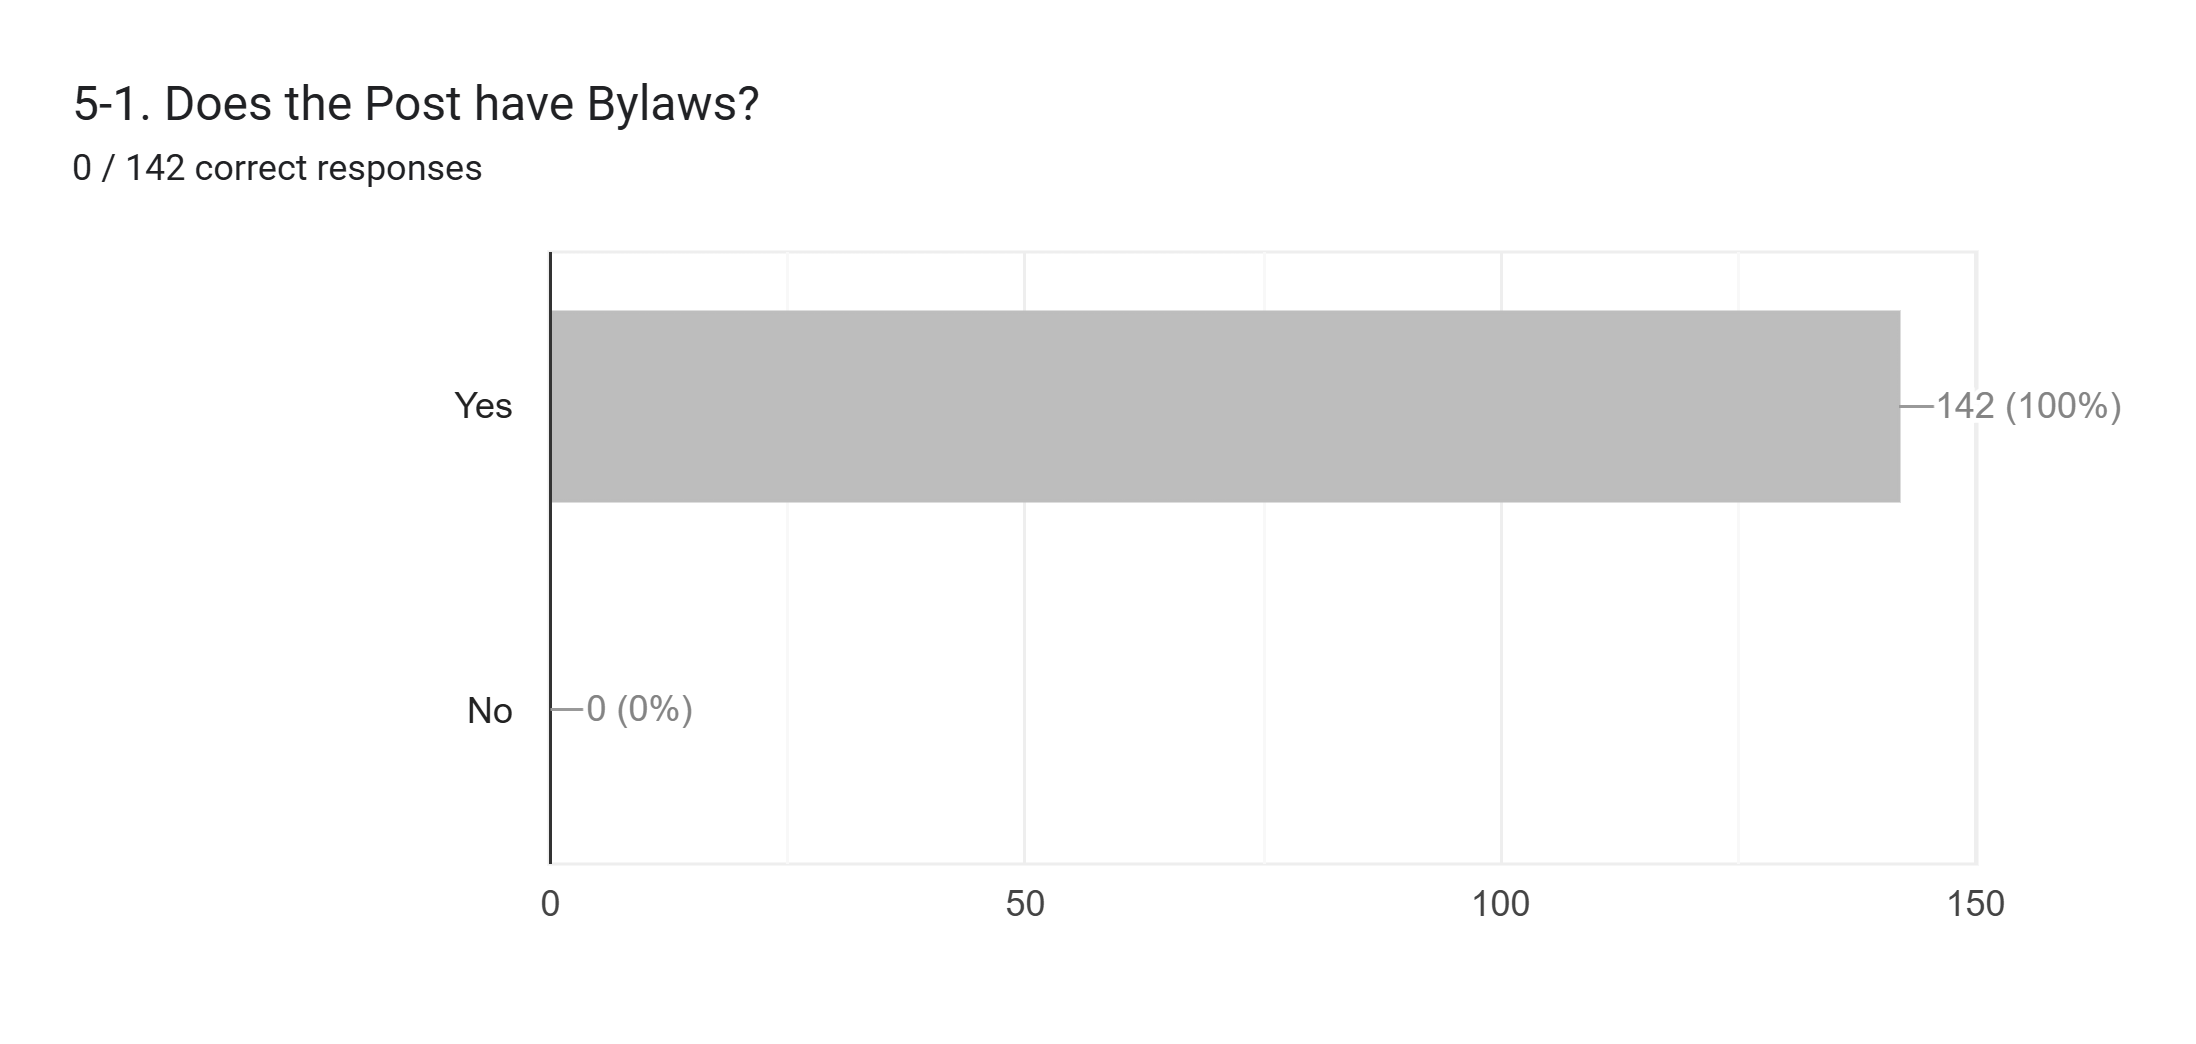 5-1. Does the Post have Bylaws?
0 / 142 correct responses
Yes
142 (100%)
No
0 (0%)
0
50
100
150